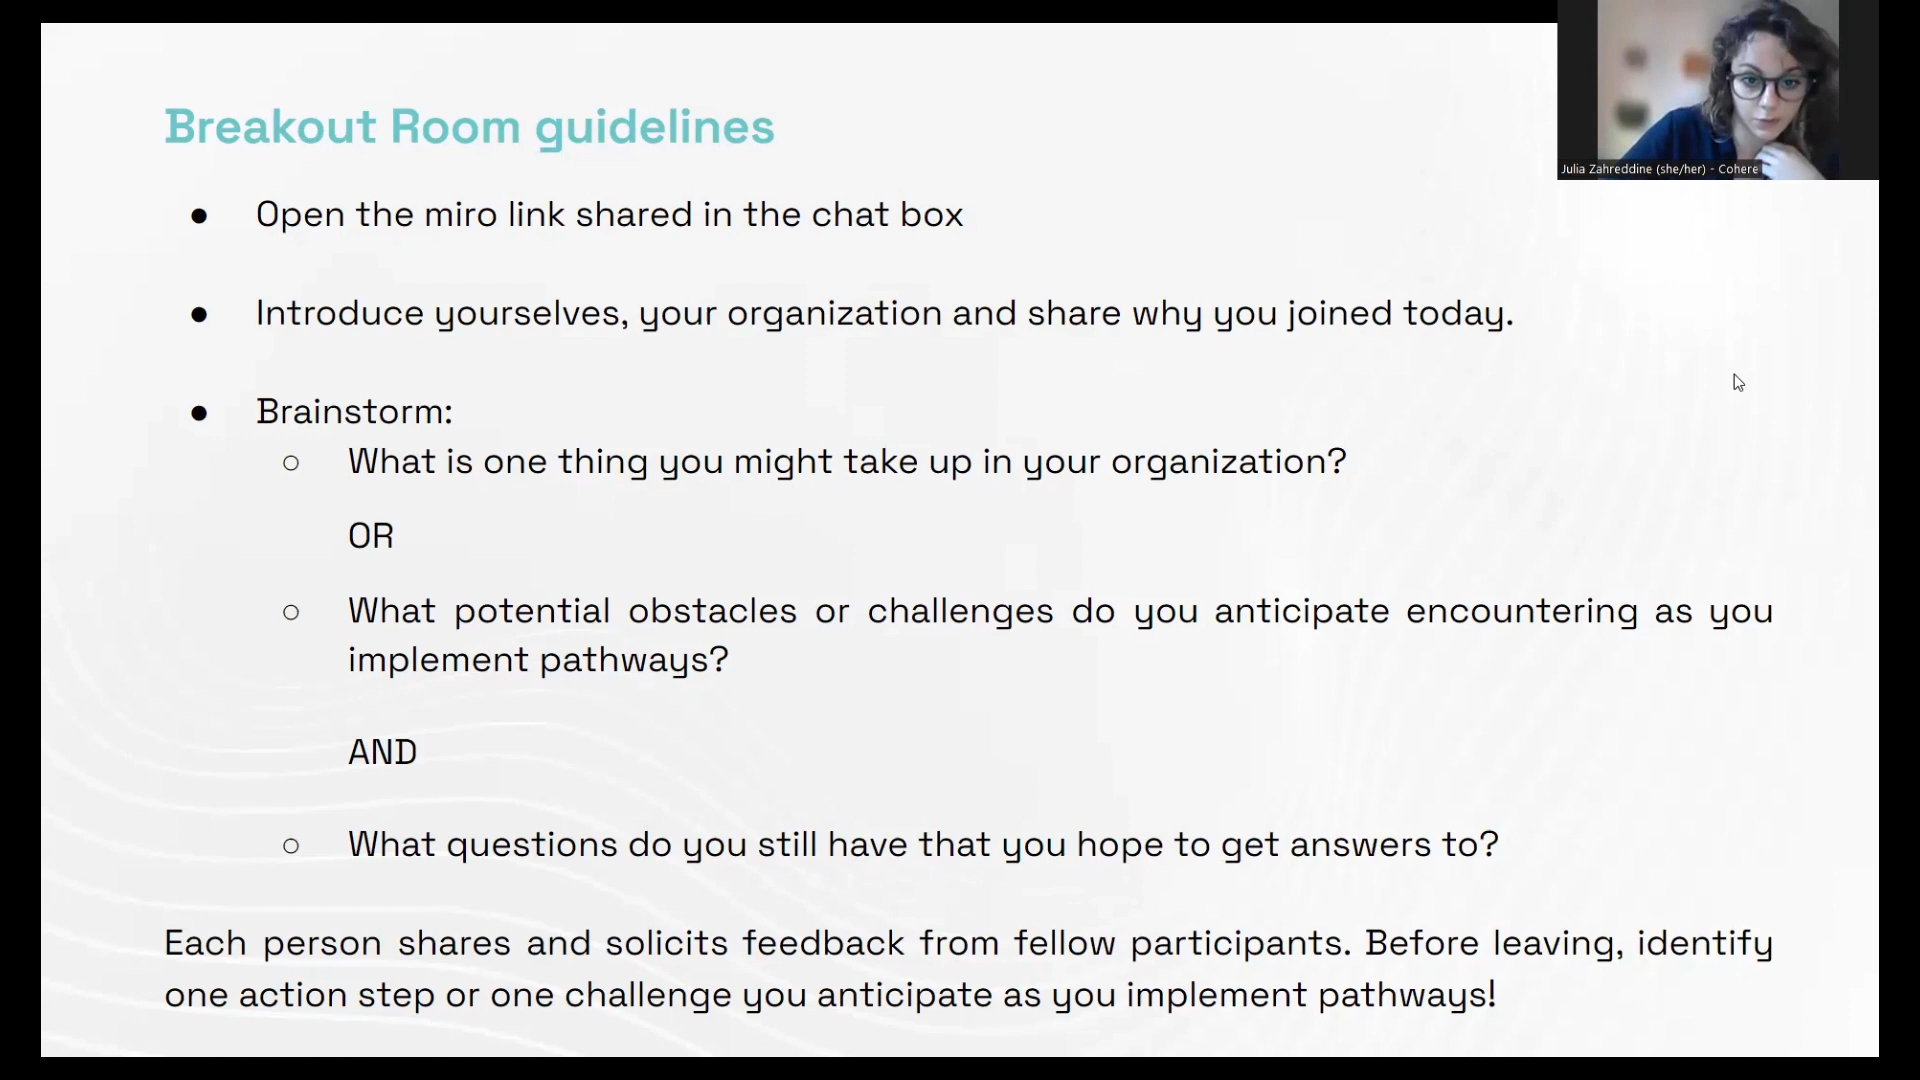 Breakout Room guidelines
Julia Zahreddine (she/her) - Cohere
● Open the miro link shared in the chat box
● Introduce yourselves, your organization and share why you joined today.
● Brainstorm:
○ What is one thing you might take up in your organization?
OR
○ What potential obstacles or challenges do you anticipate encountering as you
implement pathways?
AND
○ What questions do you still have that you hope to get answers to?
Each person shares and solicits feedback from fellow participants. Before leaving, identify
one action step or one challenge you anticipate as you implement pathways!